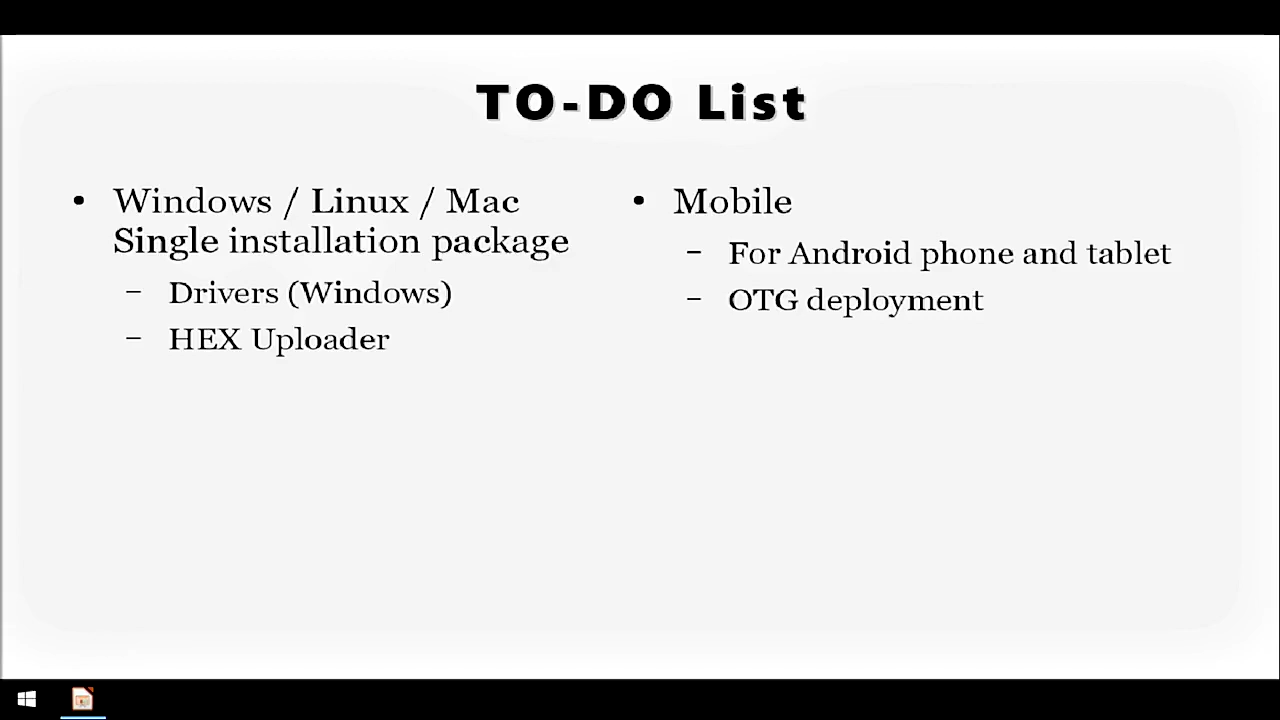 TO-DO List
• Windows / Linux / Mac
Single installation package
– Drivers (Windows)
– HEX Uploader
• Mobile
– For Android phone and tablet
– OTG deployment